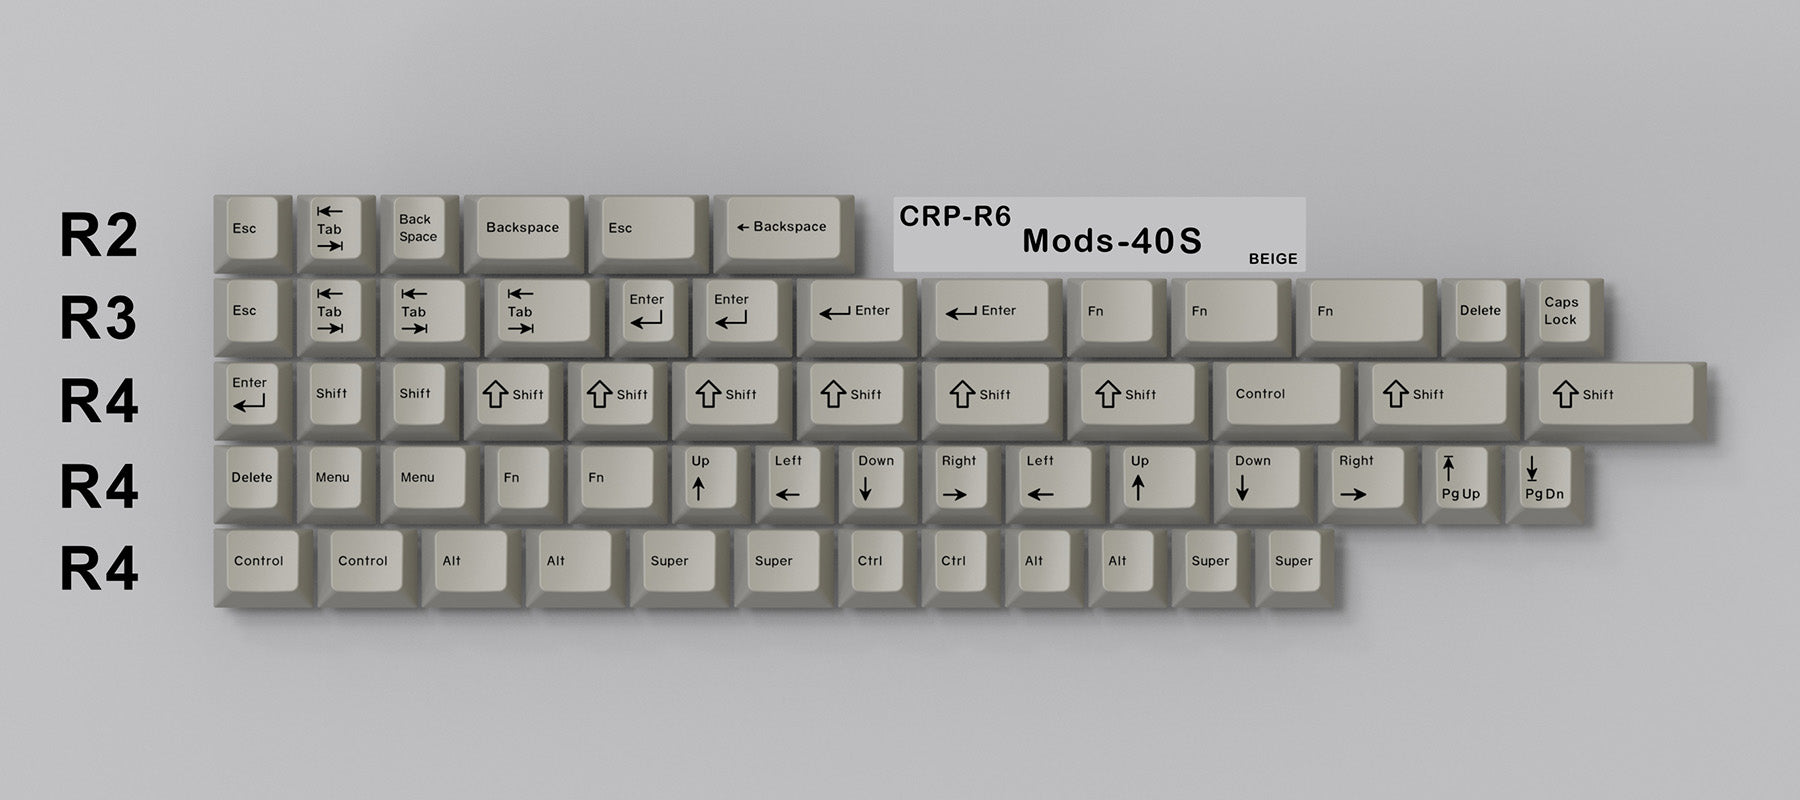 R2
Esc
Tab
Back
Space
Backspace
Esc
← Backspace
CRP-R6
Mods-40S
BEIGE
R3
Esc
Tab
Tab
Tab
Enter
Enter
Enter
Enter
Fn
Fn
Fn
Delete
Caps
Lock
R4
Enter
Shift
Shift
Shift
Shift
Shift
Shift
Shift
Shift
Control
Shift
Shift
R4
Delete
Menu
Menu
Fn
Fn
Up
Left
Down
Right
Left
Up
Down
Right
Pg Up
Pg Dn
R4
Control
Control
Alt
Alt
Super
Super
Ctrl
Ctrl
Alt
Alt
Super
Super